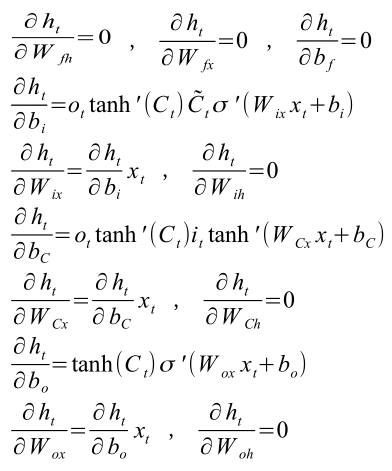 ∂h_t/∂W_fh = 0 , ∂h_t/∂W_fx = 0 , ∂h_t/∂b_f = 0
∂h_t/∂b_i = o_t tanh'(C_t) C̃_t σ'(W_ix x_t + b_i)
∂h_t/∂W_ix = ∂h_t/∂b_i x_t , ∂h_t/∂W_ih = 0
∂h_t/∂b_C = o_t tanh'(C_t) i_t tanh'(W_Cx x_t + b_C)
∂h_t/∂W_Cx = ∂h_t/∂b_C x_t , ∂h_t/∂W_Ch = 0
∂h_t/∂b_o = tanh(C_t) σ'(W_ox x_t + b_o)
∂h_t/∂W_ox = ∂h_t/∂b_o x_t , ∂h_t/∂W_oh = 0